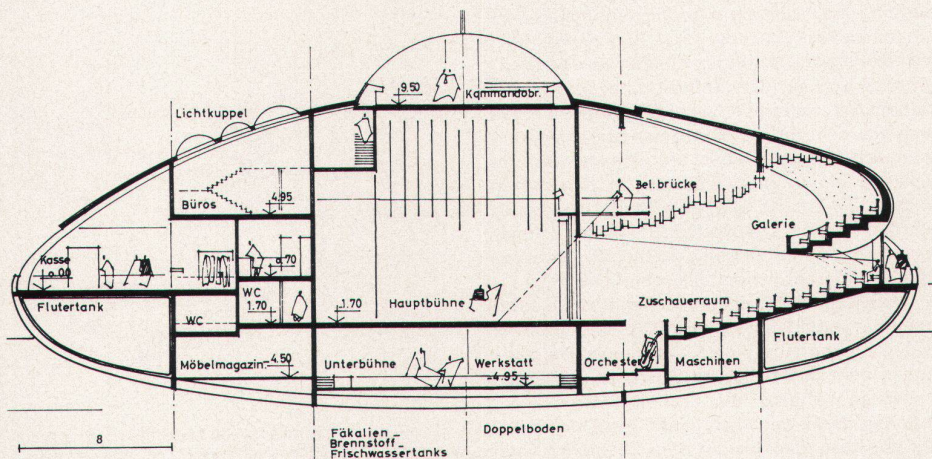 9.50
Kommandobr.
Lichtkuppel
Büros
4.95
Bel.brücke
Galerie
Kasse
0.00
0.70
Flutertank
WC
1.70
WC
1.70
Hauptbühne
Zuschauerraum
Flutertank
Möbelmagazin
-4.50
Unterbühne
Werkstatt
-4.95
Orchester
Maschinen
8
Fäkalien -
Brennstoff -
Frischwassertanks
Doppelboden